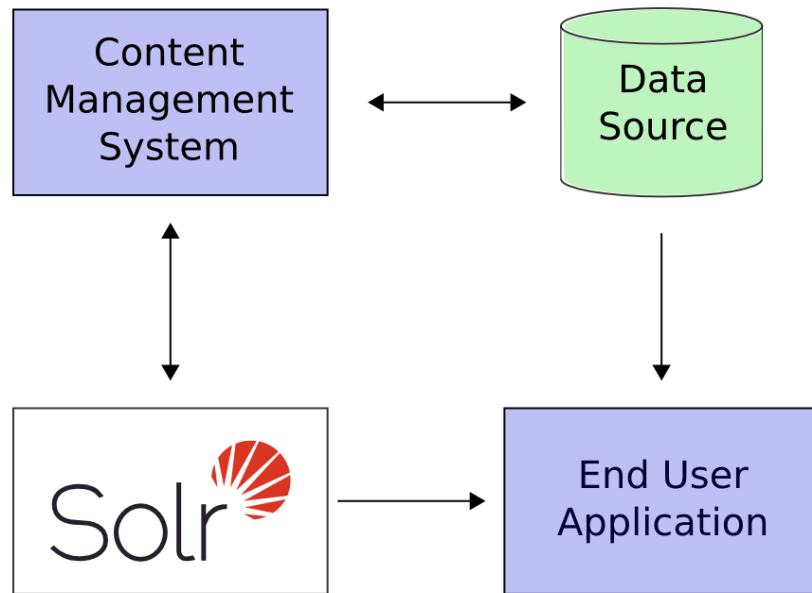 Content
Management
System
Data
Source
Solr
End User
Application